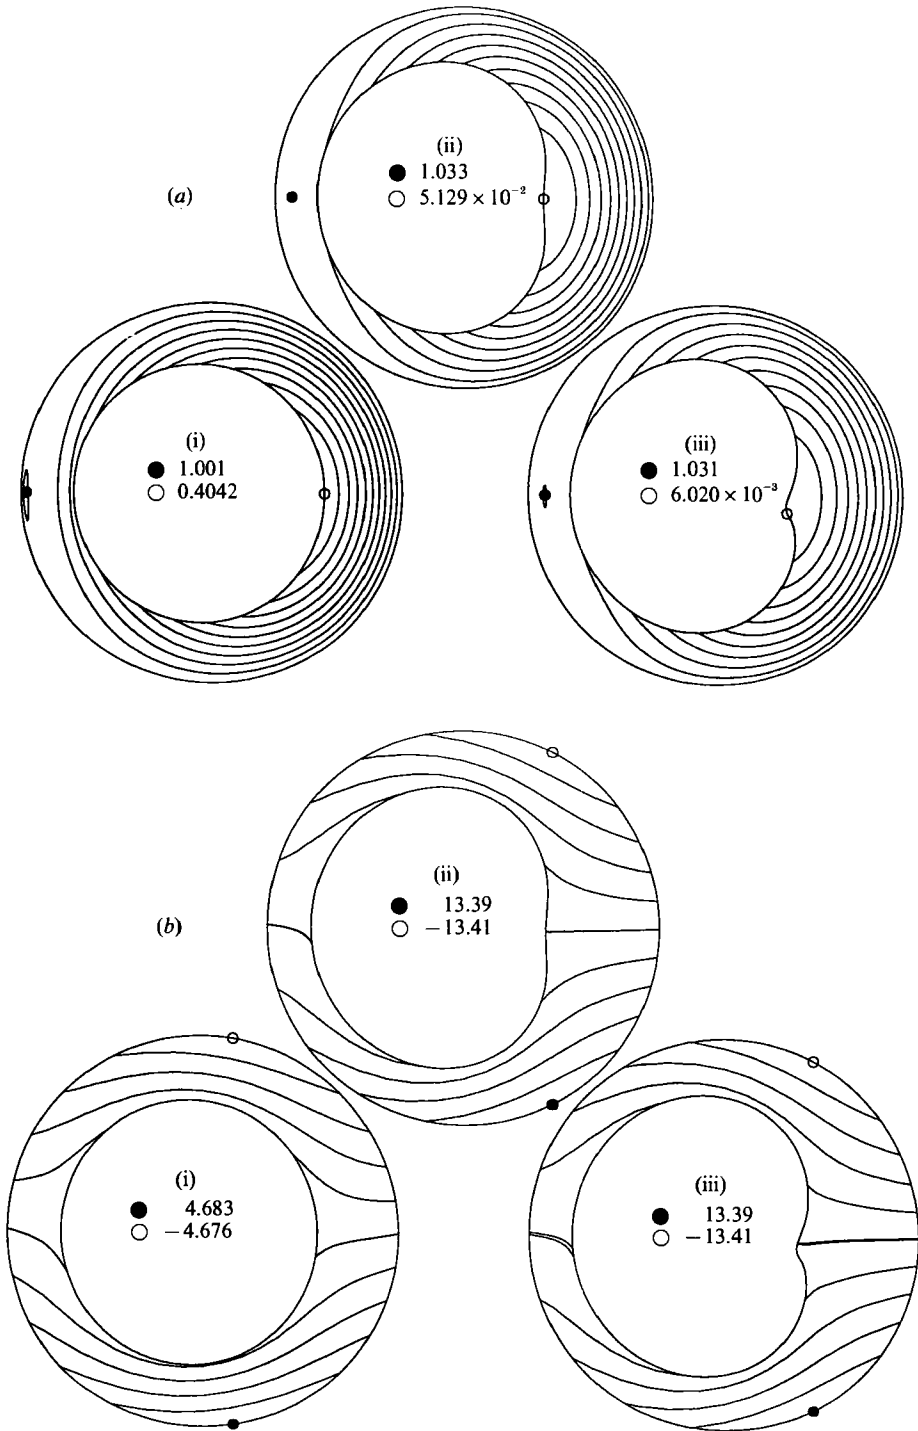 (a)
(ii)
● 1.033
○ 5.129 × 10⁻²
(i)
● 1.001
○ 0.4042
(iii)
● 1.031
○ 6.020 × 10⁻³
(b)
(ii)
● 13.39
○ −13.41
(i)
● 4.683
○ −4.676
(iii)
● 13.39
○ −13.41